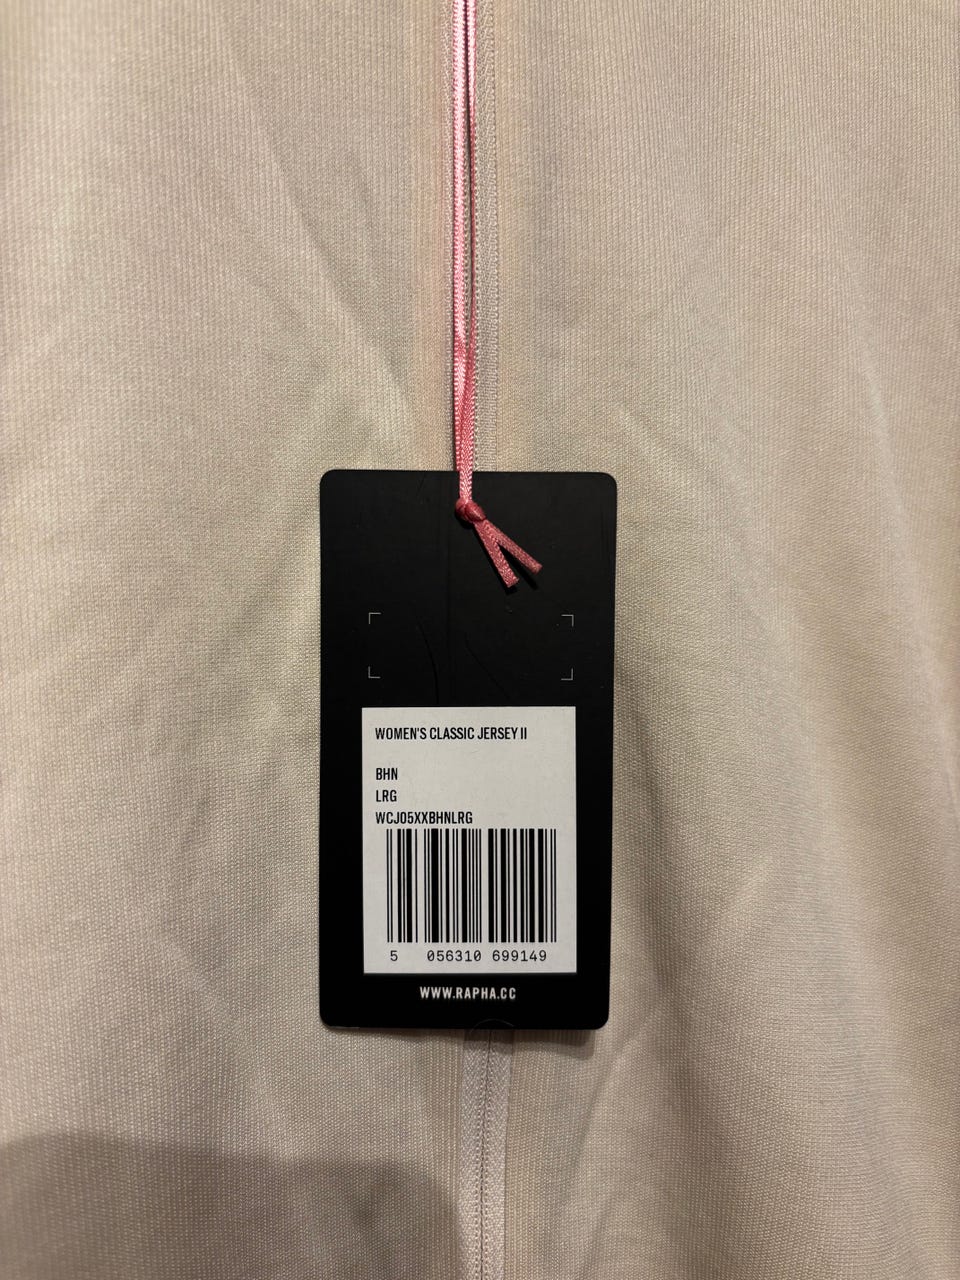 WOMEN'S CLASSIC JERSEY II
BHN
LRG
WCJ05XXBHNLRG
5 056310 699149
WWW.RAPHA.CC